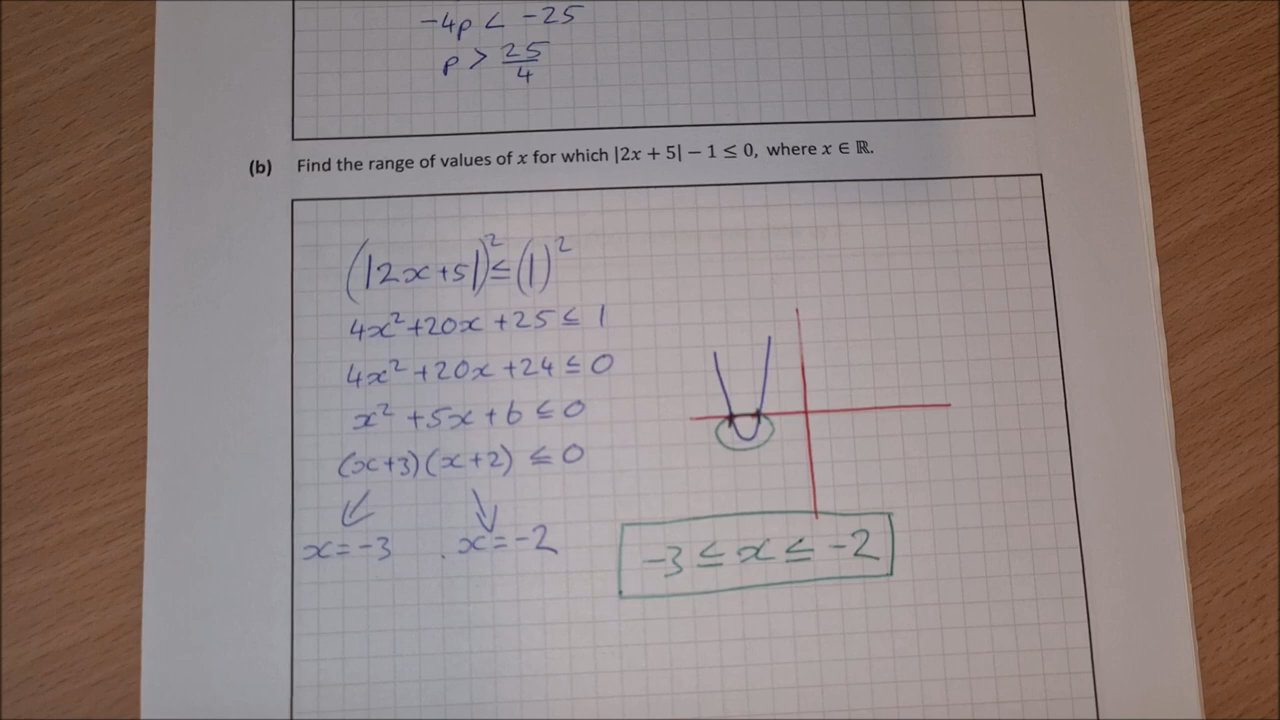 -4p < -25
p > 25/4
(b) Find the range of values of x for which |2x + 5| − 1 ≤ 0, where x ∈ ℝ.
(|2x+5|)² ≤ (1)²
4x² +20x +25 ≤ 1
4x² +20x +24 ≤ 0
x² +5x +6 ≤ 0
(x+3)(x+2) ≤ 0
x = -3 x = -2
-3 ≤ x ≤ -2